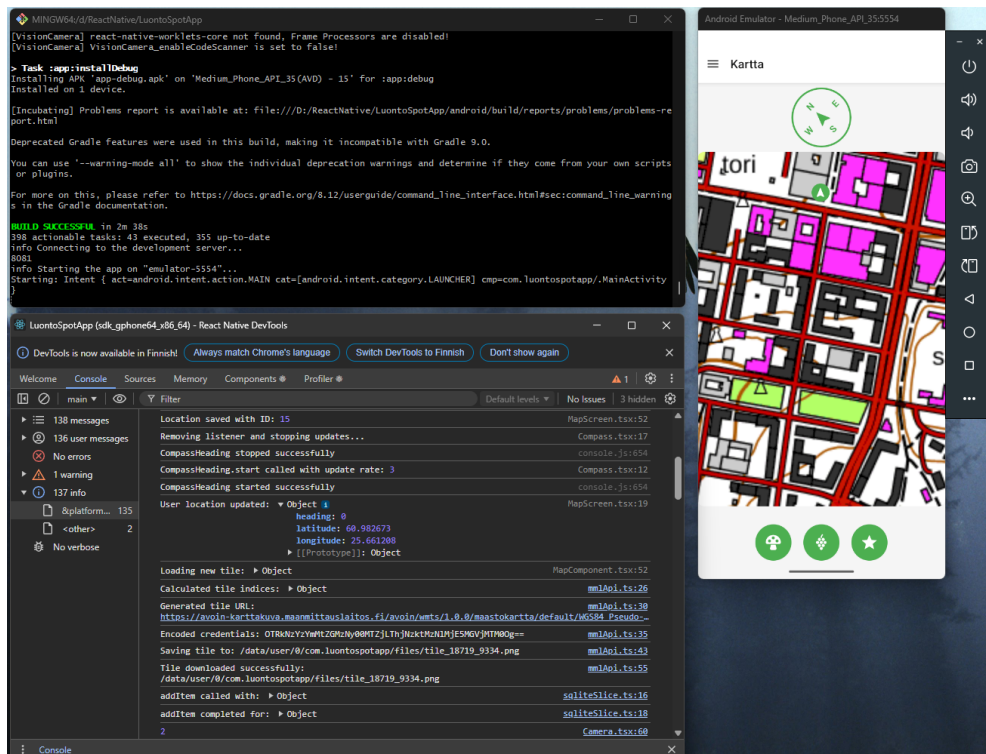 MINGW64:/d/ReactNative/LuontoSpotApp
[VisionCamera] react-native-worklets-core not found, Frame Processors are disabled!
[VisionCamera] VisionCamera_enableCodeScanner is set to false!
> Task :app:installDebug
Installing APK 'app-debug.apk' on 'Medium_Phone_API_35(AVD) - 15' for :app:debug
Installed on 1 device.
[Incubating] Problems report is available at: file:///D:/ReactNative/LuontoSpotApp/android/build/reports/problems/problems-re
port.html
Deprecated Gradle features were used in this build, making it incompatible with Gradle 9.0.
You can use '--warning-mode all' to show the individual deprecation warnings and determine if they come from your own scripts
or plugins.
For more on this, please refer to https://docs.gradle.org/8.12/userguide/command_line_interface.html#sec:command_line_warning
s in the Gradle documentation.
BUILD SUCCESSFUL in 2m 38s
398 actionable tasks: 43 executed, 355 up-to-date
info Connecting to the development server...
8081
info Starting the app on "emulator-5554"...
Starting: Intent { act=android.intent.action.MAIN cat=[android.intent.category.LAUNCHER] cmp=com.luontospotapp/.MainActivity
}
LuontoSpotApp (sdk_gphone64_x86_64) - React Native DevTools
DevTools is now available in Finnish! Always match Chrome's language Switch DevTools to Finnish Don't show again
Welcome Console Sources Memory Components Profiler 1
main Filter Default levels No Issues 3 hidden
138 messages
136 user messages
No errors
1 warning
137 info
&platform... 135
<other> 2
No verbose
Location saved with ID: 15 MapScreen.tsx:52
Removing listener and stopping updates... Compass.tsx:17
CompassHeading stopped successfully console.js:654
CompassHeading.start called with update rate: 3 Compass.tsx:12
CompassHeading started successfully console.js:654
User location updated: Object MapScreen.tsx:19
heading: 0
latitude: 60.982673
longitude: 25.661208
[[Prototype]]: Object
Loading new tile: Object MapComponent.tsx:52
Calculated tile indices: Object mmlApi.ts:26
Generated tile URL: mmlApi.ts:30
https://avoin-karttakuva.maanmittauslaitos.fi/avoin/wmts/1.0.0/maastokartta/default/WGS84_Pseudo-…
Encoded credentials: mmlApi.ts:35
Saving tile to: /data/user/0/com.luontospotapp/files/tile_18719_9334.png mmlApi.ts:43
Tile downloaded successfully: mmlApi.ts:55
/data/user/0/com.luontospotapp/files/tile_18719_9334.png
addItem called with: Object sqliteSlice.ts:16
addItem completed for: Object sqliteSlice.ts:18
2 Camera.tsx:60
Console
Android Emulator - Medium_Phone_API_35:5554
Kartta
N E
W S
tori
S